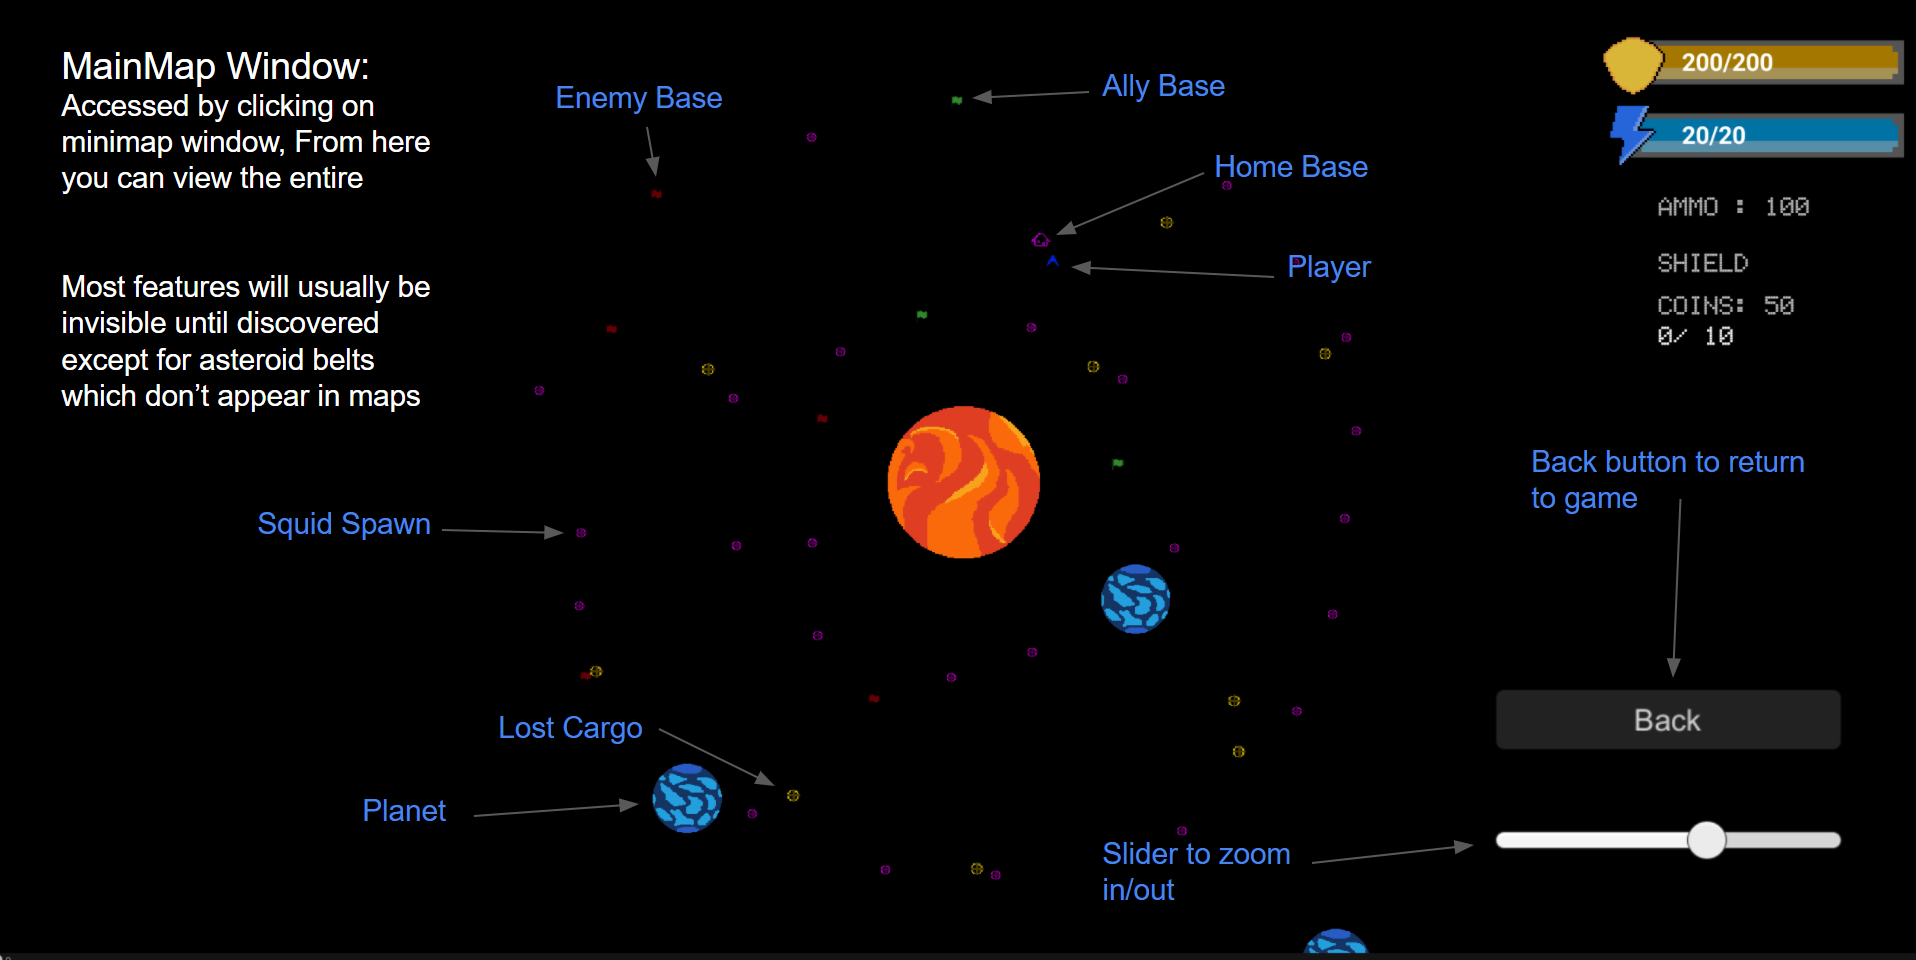 MainMap Window:
Accessed by clicking on
minimap window, From here
you can view the entire
Most features will usually be
invisible until discovered
except for asteroid belts
which don’t appear in maps
Enemy Base
Ally Base
Home Base
Player
Squid Spawn
Lost Cargo
Planet
Slider to zoom
in/out
200/200
20/20
AMMO : 100
SHIELD
COINS: 50
0/ 10
Back button to return
to game
Back